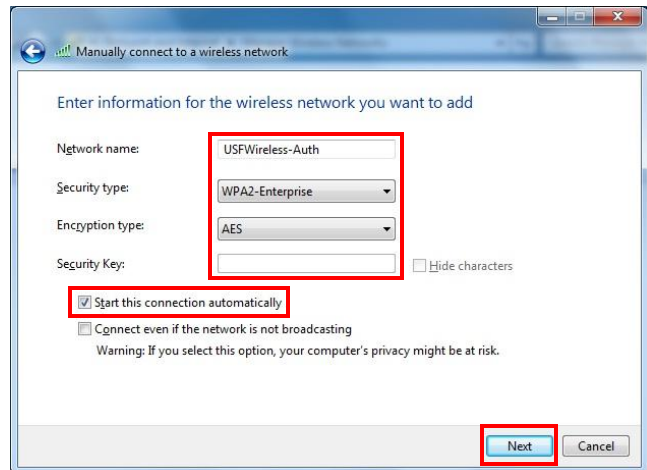 Manually connect to a wireless network
Enter information for the wireless network you want to add
Network name: USFWireless-Auth
Security type: WPA2-Enterprise
Encryption type: AES
Security Key: Hide characters
Start this connection automatically
Connect even if the network is not broadcasting
Warning: If you select this option, your computer's privacy might be at risk.
Next Cancel